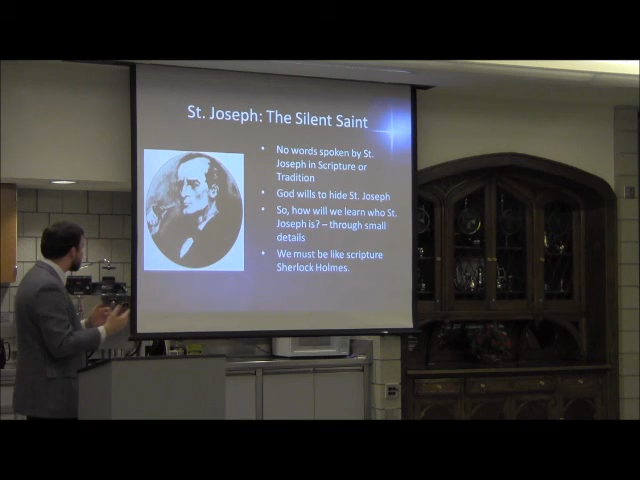 St. Joseph: The Silent Saint
• No words spoken by St.
Joseph in Scripture or
Tradition
• God wills to hide St. Joseph
• So, how will we learn who St.
Joseph is? – through small
details
• We must be like scripture
Sherlock Holmes.